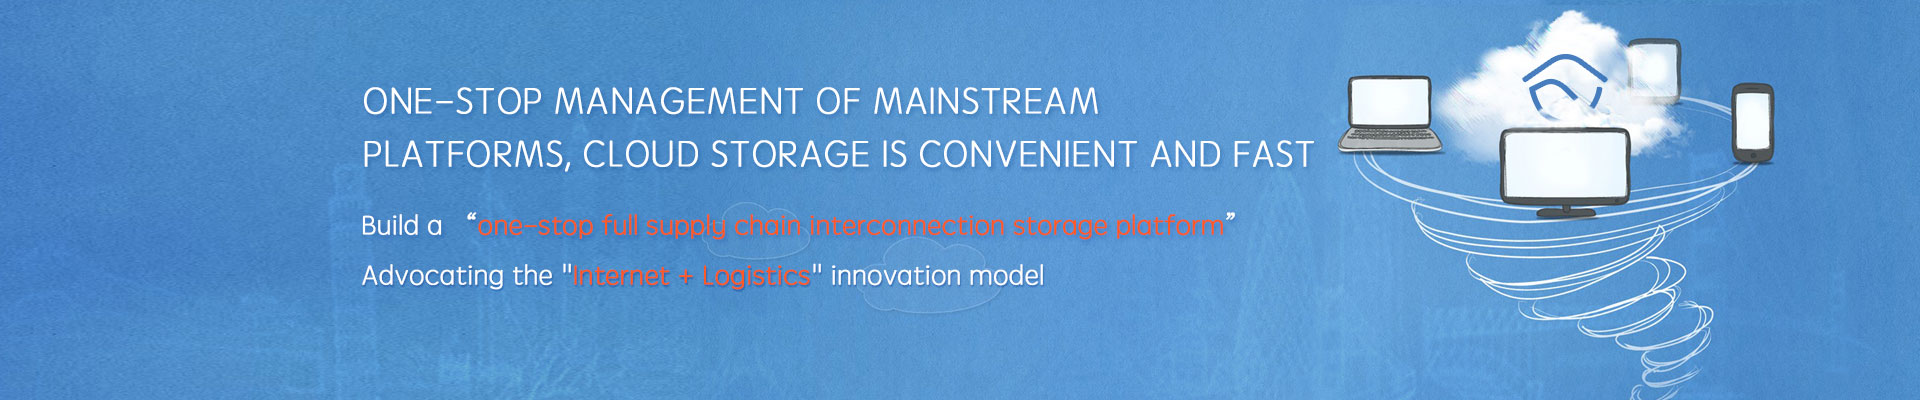 ONE-STOP MANAGEMENT OF MAINSTREAM
PLATFORMS, CLOUD STORAGE IS CONVENIENT AND FAST
Build a “one-stop full supply chain interconnection storage platform”
Advocating the "Internet + Logistics" innovation model